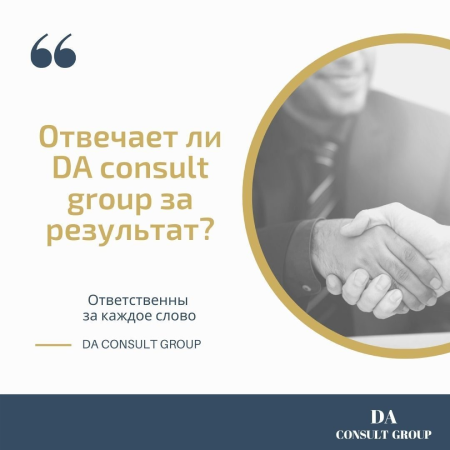 Отвечает ли
DA consult
group за
результат?
Ответственны
за каждое слово
DA CONSULT GROUP
DA
CONSULT GROUP